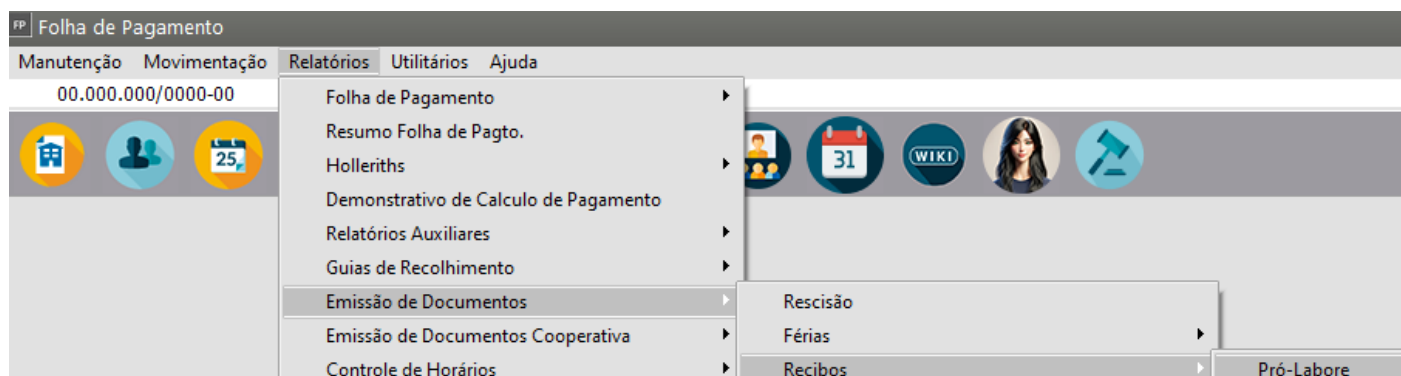 FP Folha de Pagamento
Manutenção Movimentação Relatórios Utilitários Ajuda
00.000.000/0000-00
Folha de Pagamento
Resumo Folha de Pagto.
Holleriths
Demonstrativo de Calculo de Pagamento
Relatórios Auxiliares
Guias de Recolhimento
Emissão de Documentos
Emissão de Documentos Cooperativa
Controle de Horários
25
31
WIKI
Rescisão
Férias
Recibos
Pró-Labore